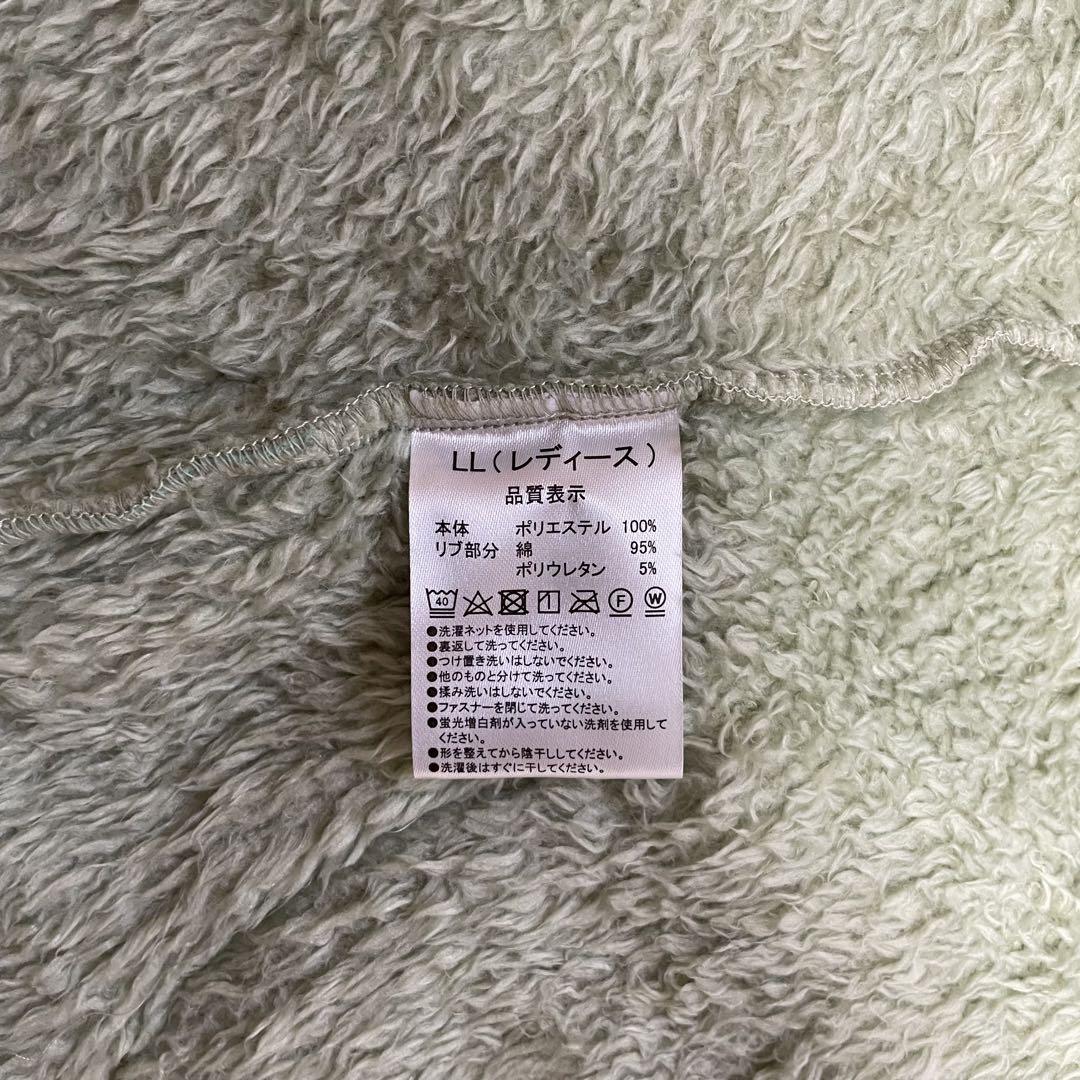 LL(レディース)
品質表示
本体 ポリエステル 100%
リブ部分 綿 95%
ポリウレタン 5%
40 F W
●洗濯ネットを使用してください。
●裏返して洗ってください。
●つけ置き洗いはしないでください。
●他のものと分けて洗ってください。
●揉み洗いはしないでください。
●ファスナーを閉じて洗ってください。
●蛍光増白剤が入っていない洗剤を使用して
ください。
●形を整えてから陰干ししてください。
●洗濯後はすぐに干してください。